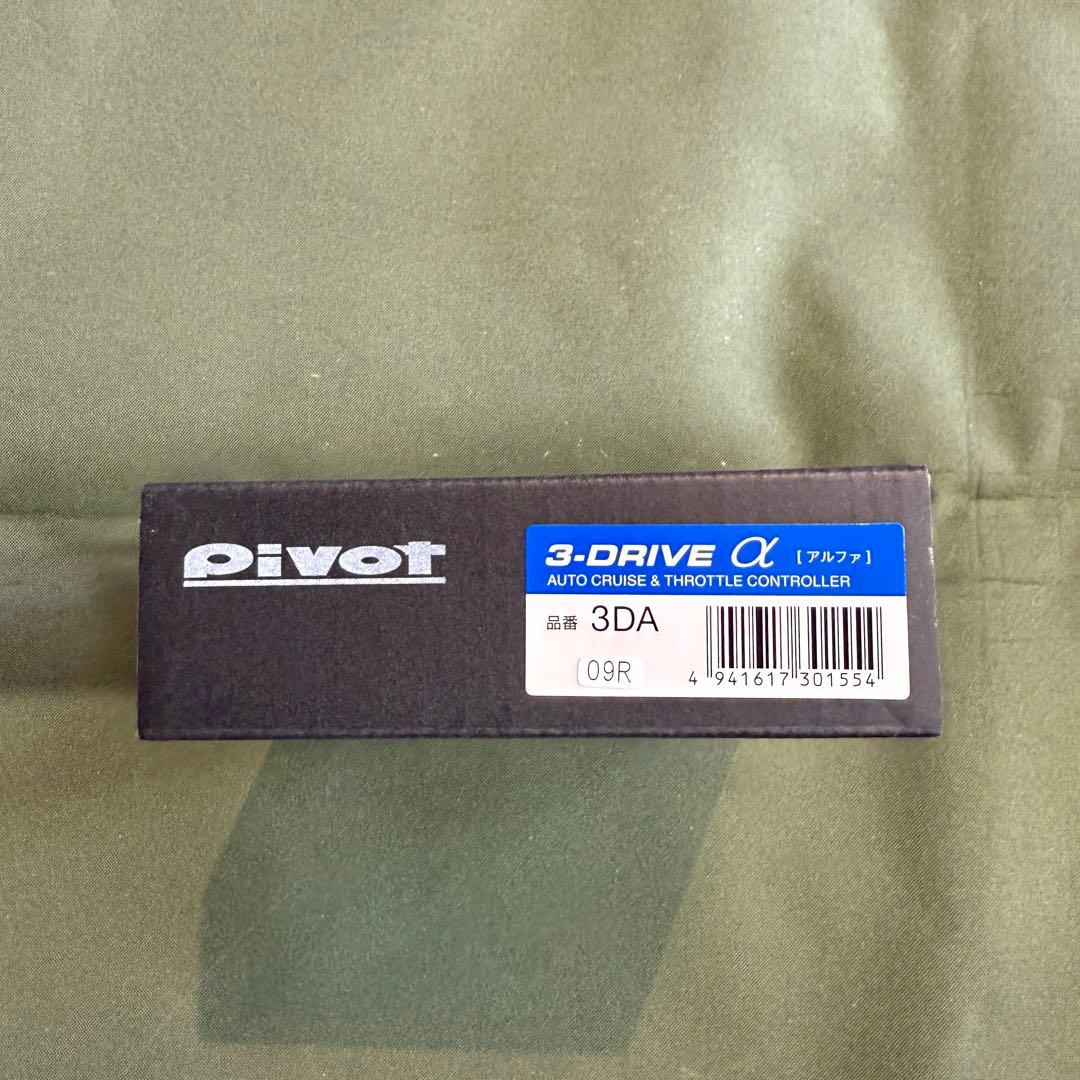 pivot
3-DRIVE α [アルファ]
AUTO CRUISE & THROTTLE CONTROLLER
品番 3DA
09R
4 941617 301554